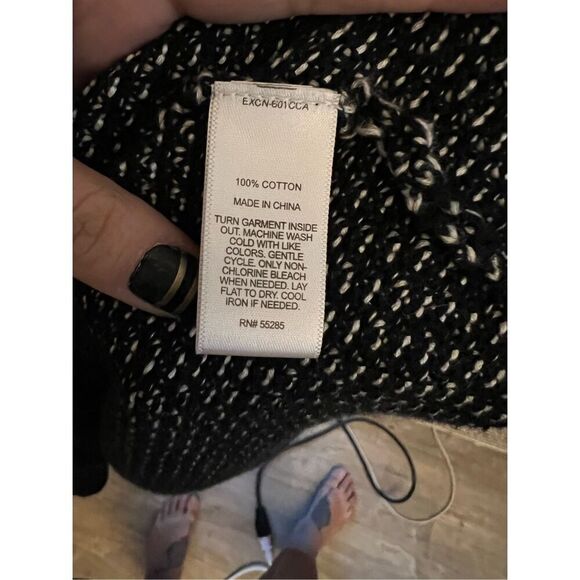 EXCN-601CCA
100% COTTON
MADE IN CHINA
TURN GARMENT INSIDE
OUT. MACHINE WASH
COLD WITH LIKE
COLORS. GENTLE
CYCLE. ONLY NON-
CHLORINE BLEACH
WHEN NEEDED. LAY
FLAT TO DRY. COOL
IRON IF NEEDED.
RN# 55285